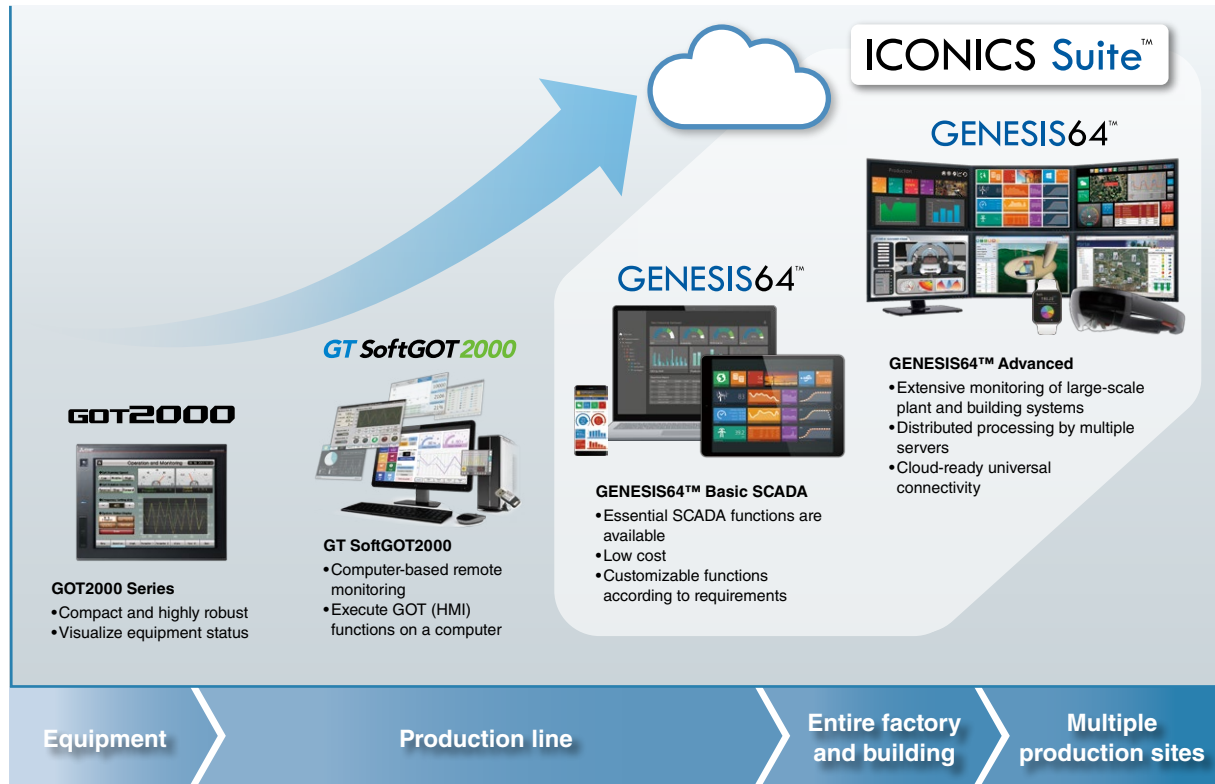 ICONICS Suite™
GENESIS64™
GENESIS64™
GT SoftGOT2000
GOT2000
Operation and Monitoring
GOT2000 Series
•Compact and highly robust
•Visualize equipment status
GT SoftGOT2000
•Computer-based remote
monitoring
•Execute GOT (HMI)
functions on a computer
GENESIS64™ Basic SCADA
•Essential SCADA functions are
available
•Low cost
•Customizable functions
according to requirements
GENESIS64™ Advanced
•Extensive monitoring of large-scale
plant and building systems
•Distributed processing by multiple
servers
•Cloud-ready universal
connectivity
Equipment
Production line
Entire factory
and building
Multiple
production sites